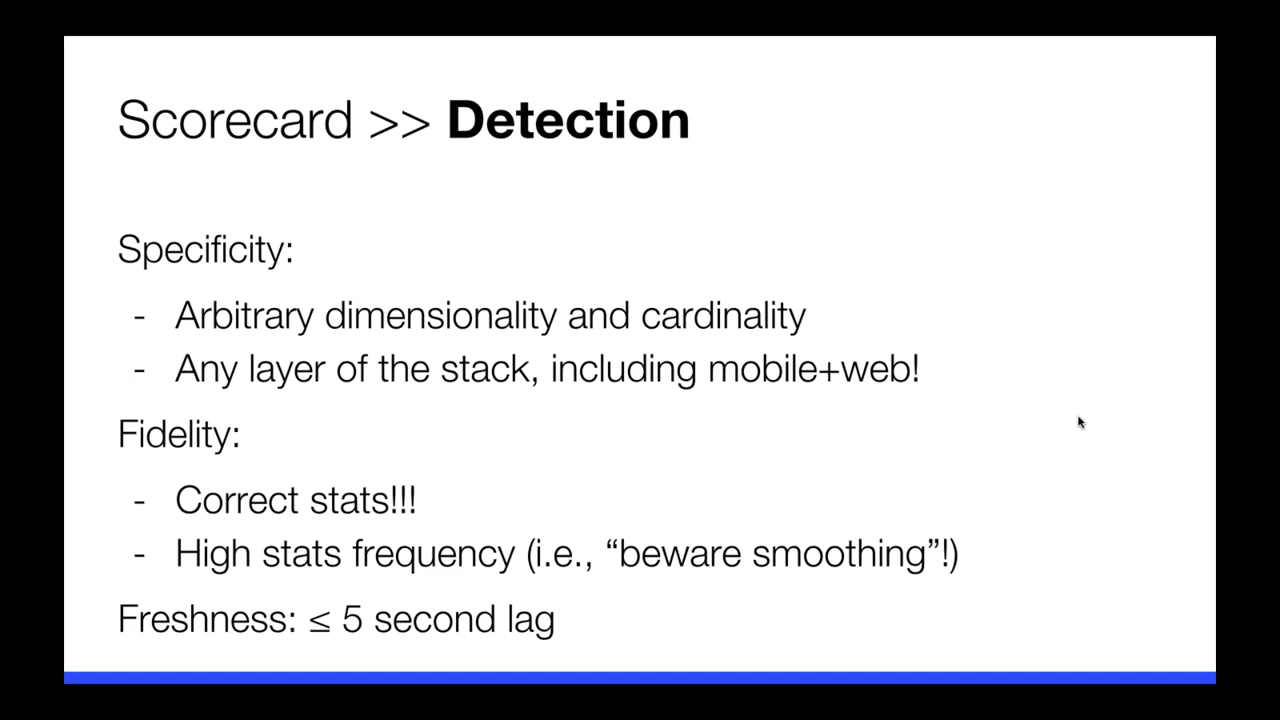 Scorecard >> Detection
Specificity:
- Arbitrary dimensionality and cardinality
- Any layer of the stack, including mobile+web!
Fidelity:
- Correct stats!!!
- High stats frequency (i.e., “beware smoothing”!)
Freshness: ≤ 5 second lag